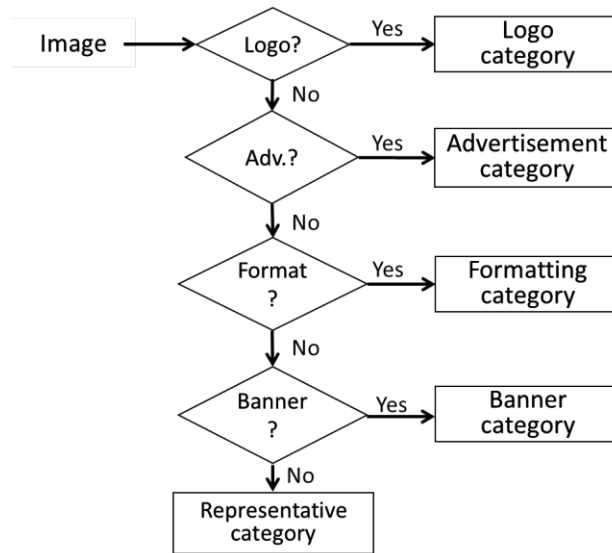 Image
Logo?
Yes
Logo
category
No
Adv.?
Yes
Advertisement
category
No
Format
?
Yes
Formatting
category
No
Banner
?
Yes
Banner
category
No
Representative
category